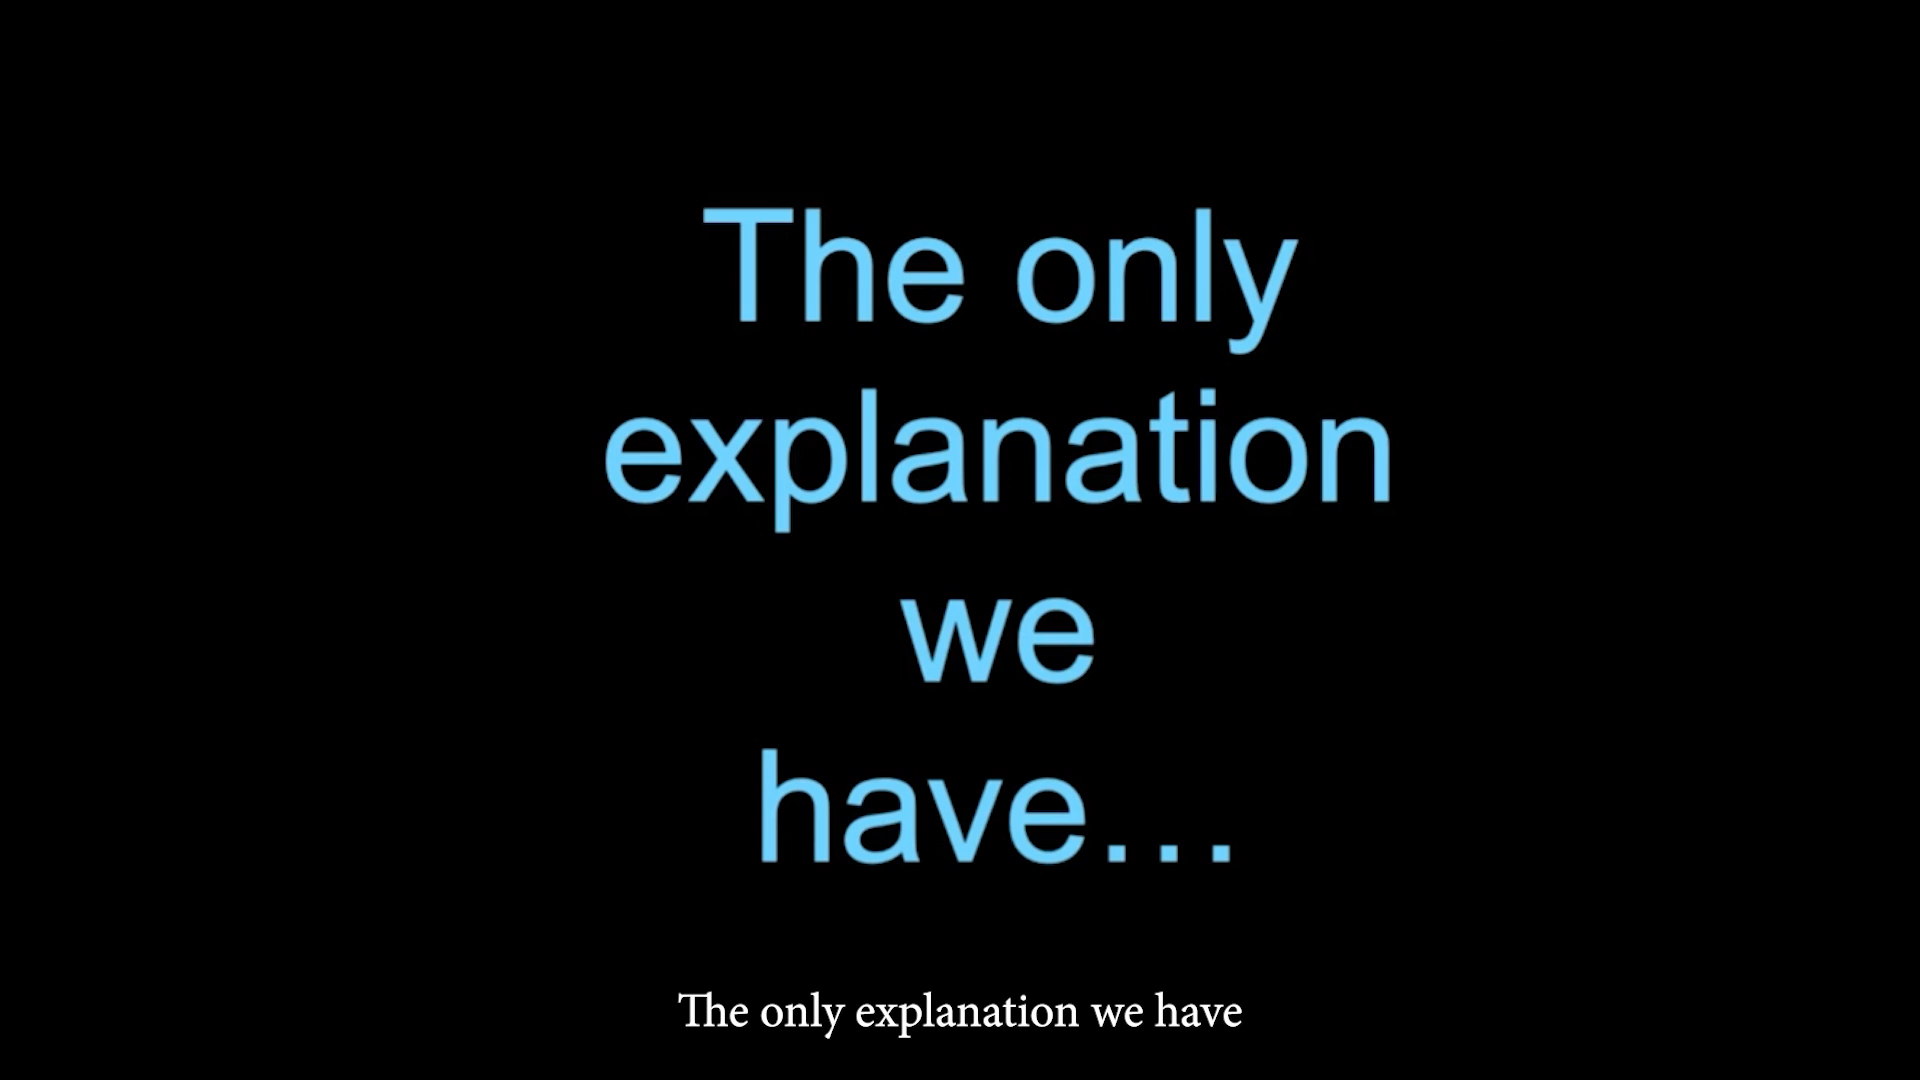 The only
explanation
we
have...
The only explanation we have